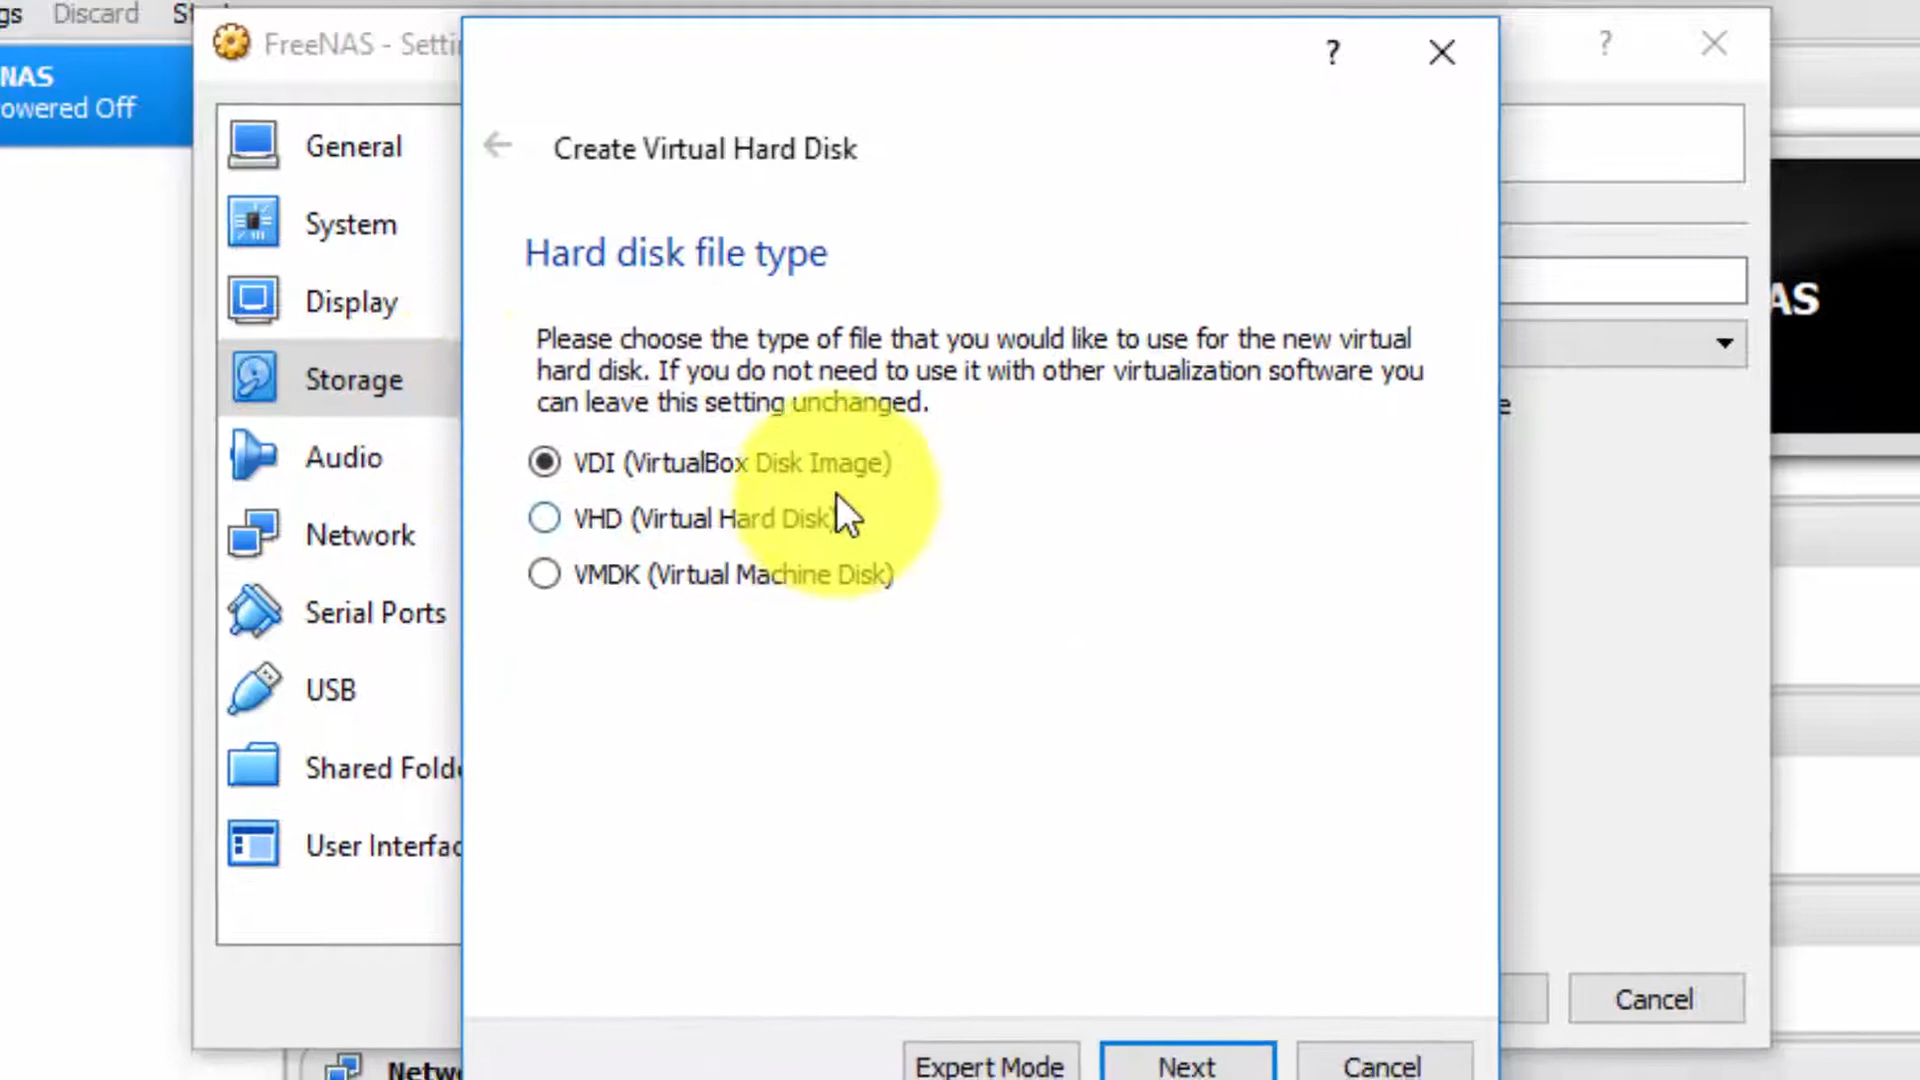 gs Discard St
NAS
owered Off
FreeNAS - Setti
?
?
General
System
Display
Storage
Audio
Network
Serial Ports
USB
Shared Folde
User Interfac
Create Virtual Hard Disk
Hard disk file type
Please choose the type of file that you would like to use for the new virtual
hard disk. If you do not need to use it with other virtualization software you
can leave this setting unchanged.
VDI (VirtualBox Disk Image)
VHD (Virtual Hard Disk)
VMDK (Virtual Machine Disk)
Expert Mode
Next
Cancel
AS
e
Cancel
Netw